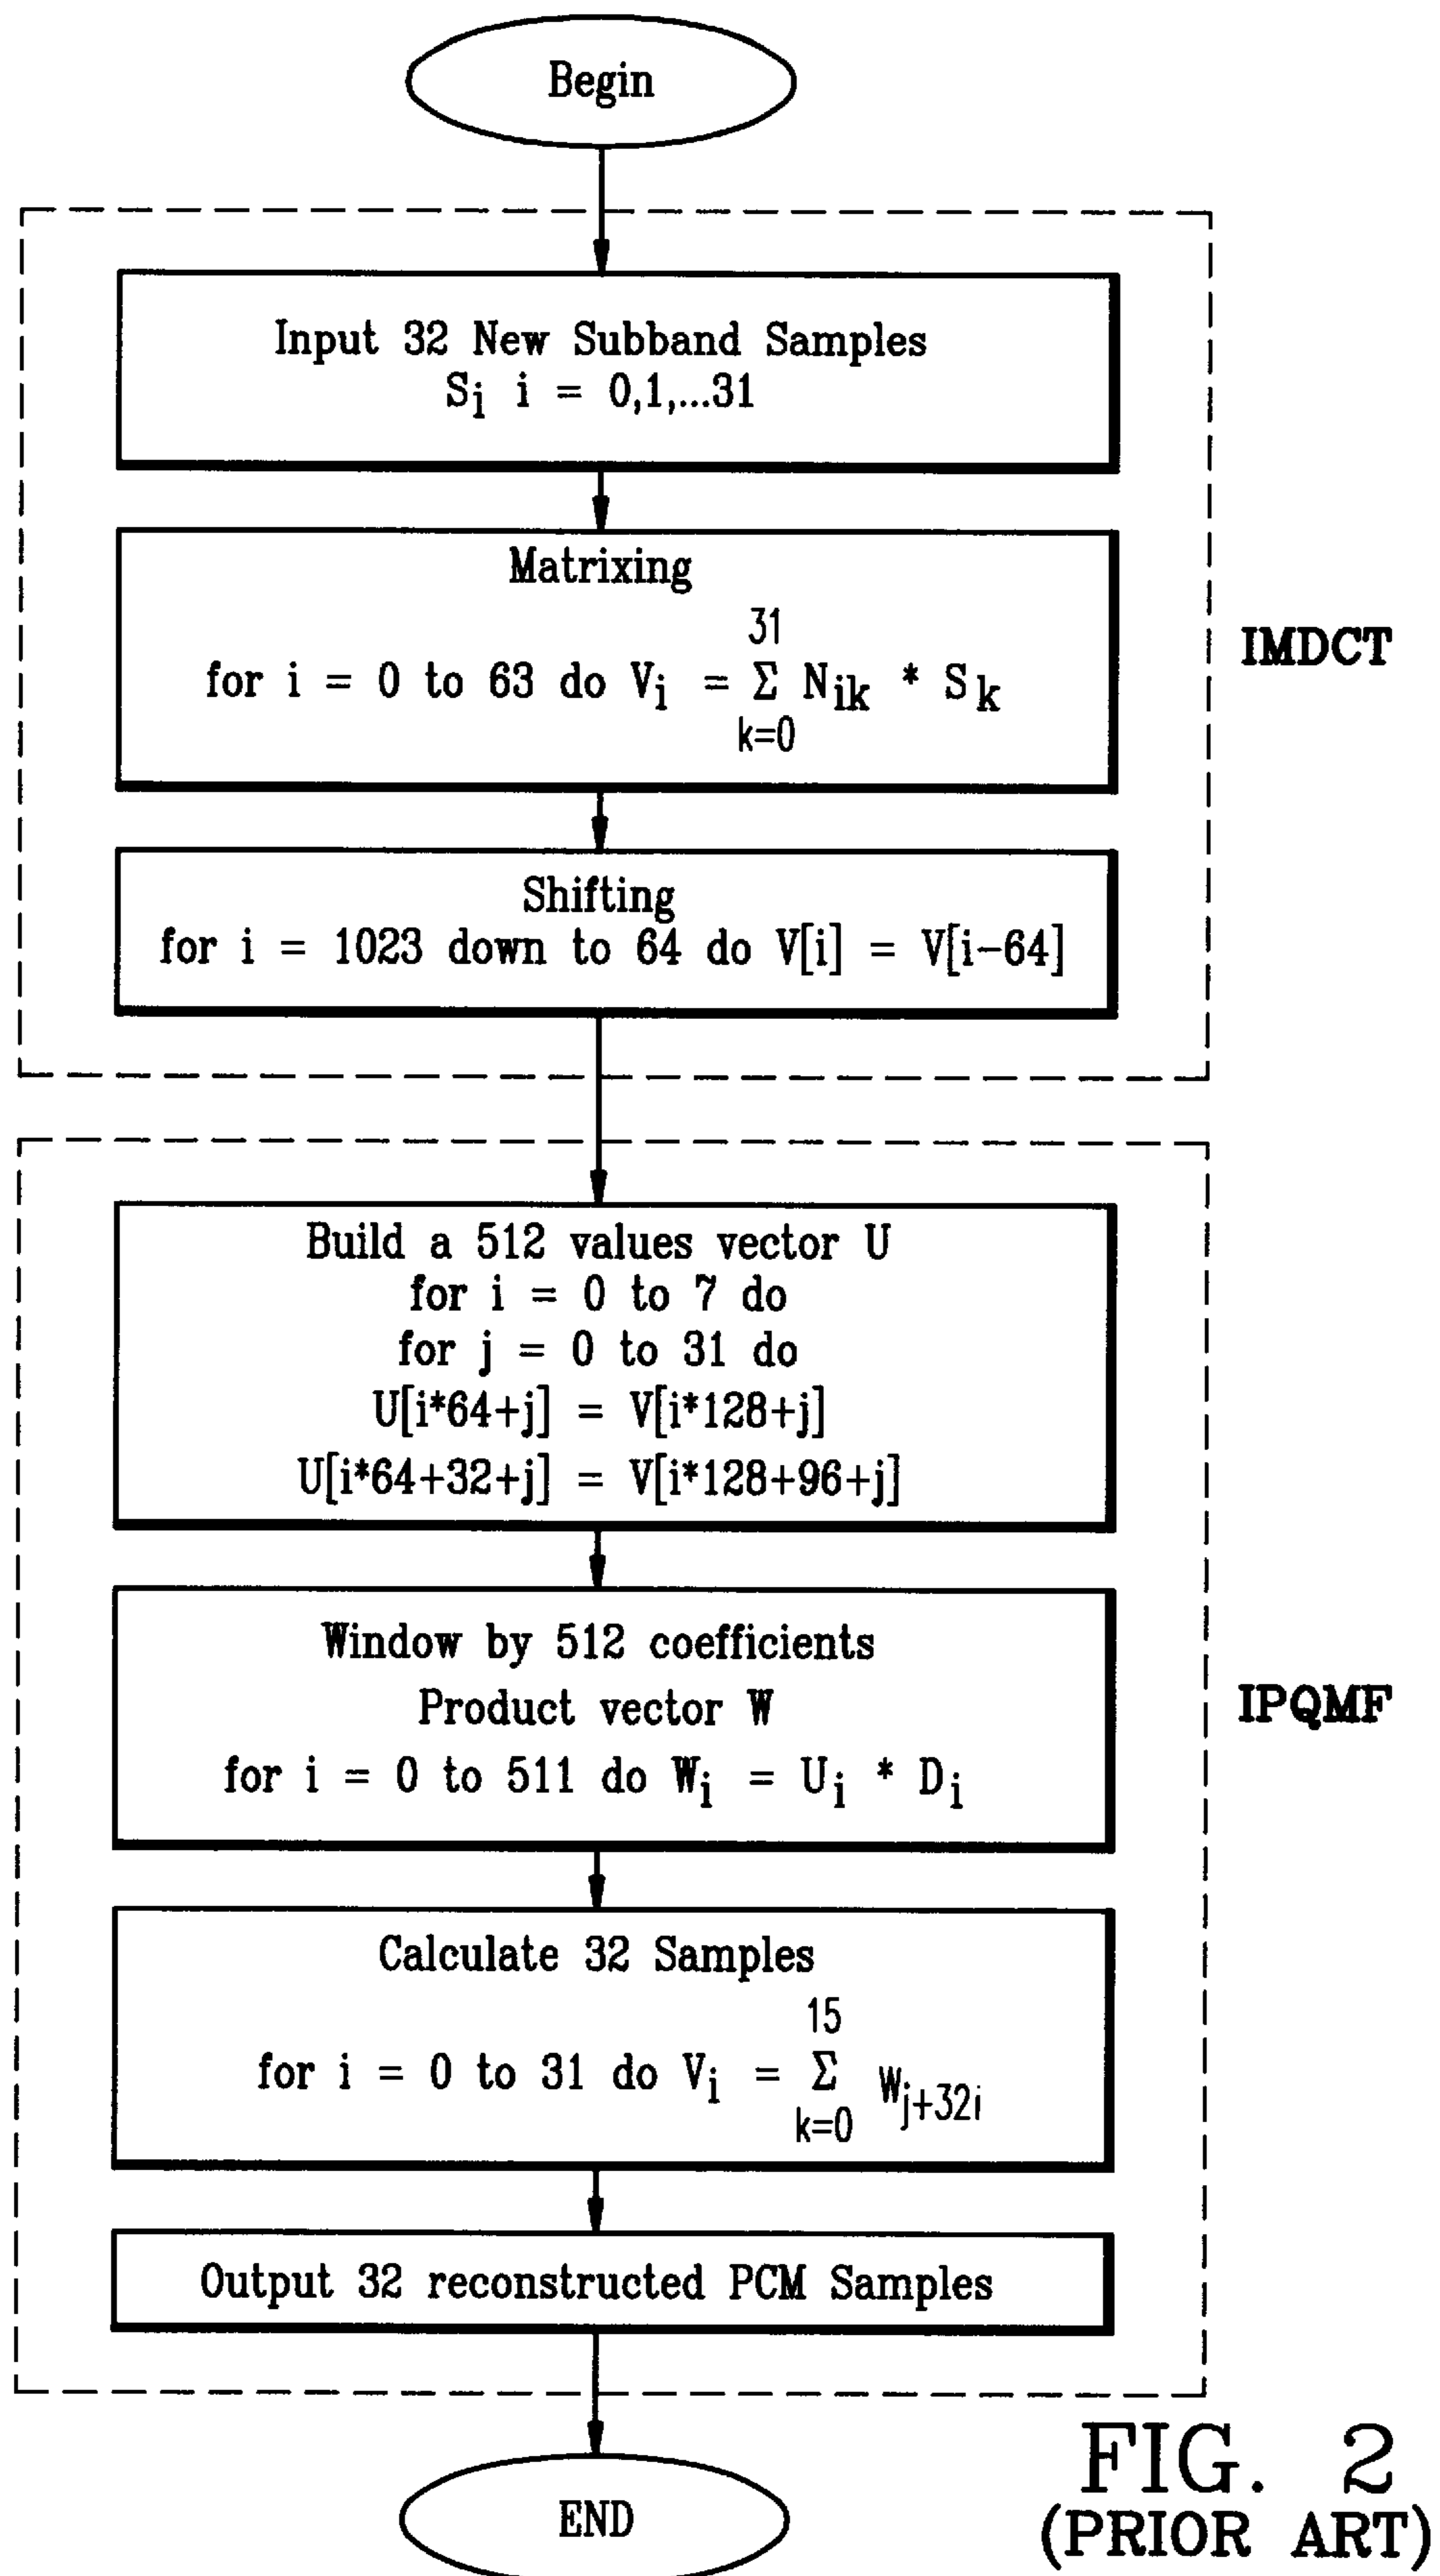 Begin
Input 32 New Subband Samples
Si i = 0,1,...31
Matrixing
31
for i = 0 to 63 do Vi = Σ Nik * Sk
k=0
Shifting
for i = 1023 down to 64 do V[i] = V[i-64]
IMDCT
Build a 512 values vector U
for i = 0 to 7 do
for j = 0 to 31 do
U[i*64+j] = V[i*128+j]
U[i*64+32+j] = V[i*128+96+j]
Window by 512 coefficients
Product vector W
for i = 0 to 511 do Wi = Ui * Di
IPQMF
Calculate 32 Samples
15
for i = 0 to 31 do Vi = Σ Wj+32i
k=0
Output 32 reconstructed PCM Samples
END
FIG. 2
(PRIOR ART)